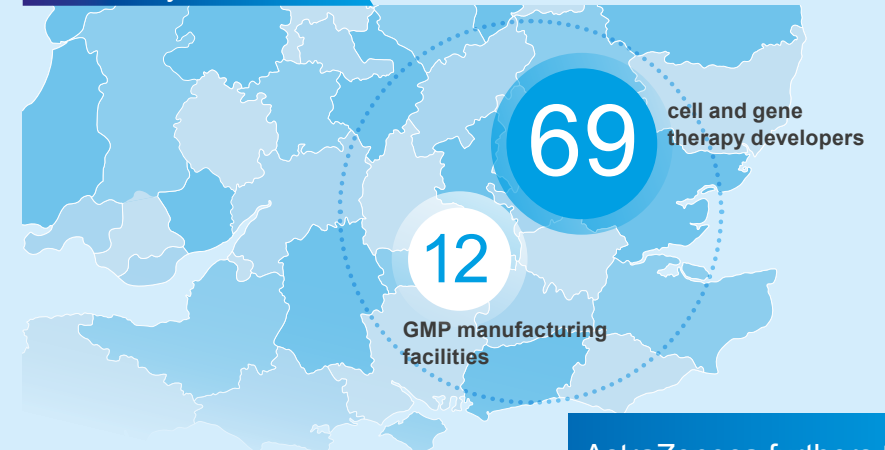 69
cell and gene
therapy developers
12
GMP manufacturing
facilities